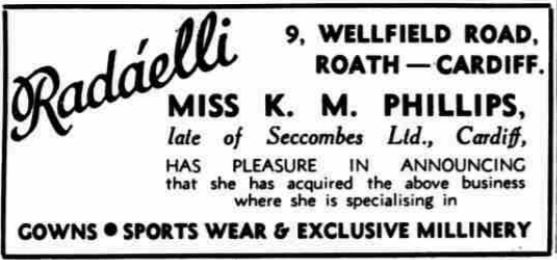 Radáelli
9, WELLFIELD ROAD,
ROATH — CARDIFF.
MISS K. M. PHILLIPS,
late of Seccombes Ltd., Cardiff,
HAS PLEASURE IN ANNOUNCING
that she has acquired the above business
where she is specialising in
GOWNS ● SPORTS WEAR & EXCLUSIVE MILLINERY